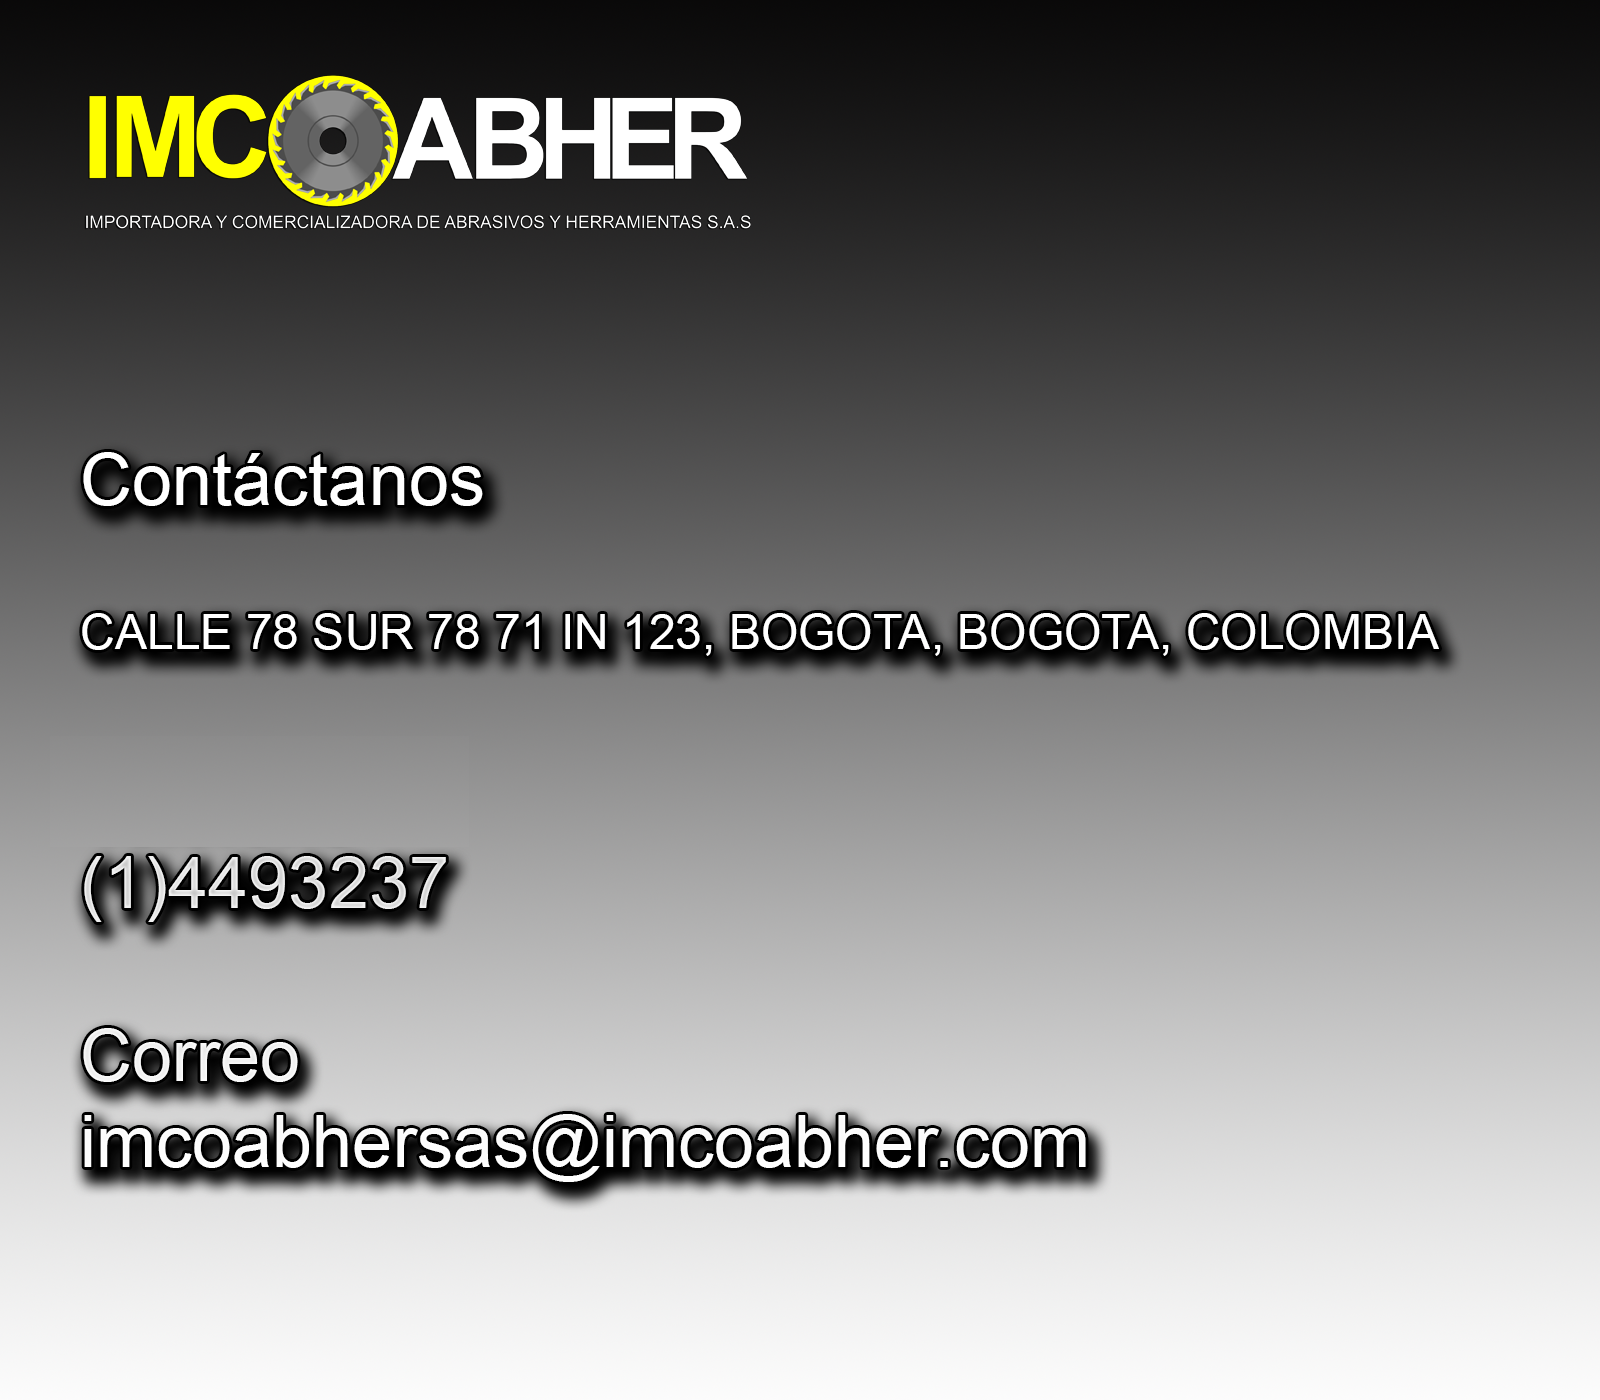 IMCOABHER
IMPORTADORA Y COMERCIALIZADORA DE ABRASIVOS Y HERRAMIENTAS S.A.S
Contáctanos
CALLE 78 SUR 78 71 IN 123, BOGOTA, BOGOTA, COLOMBIA
(1)4493237
Correo
imcoabhersas@imcoabher.com